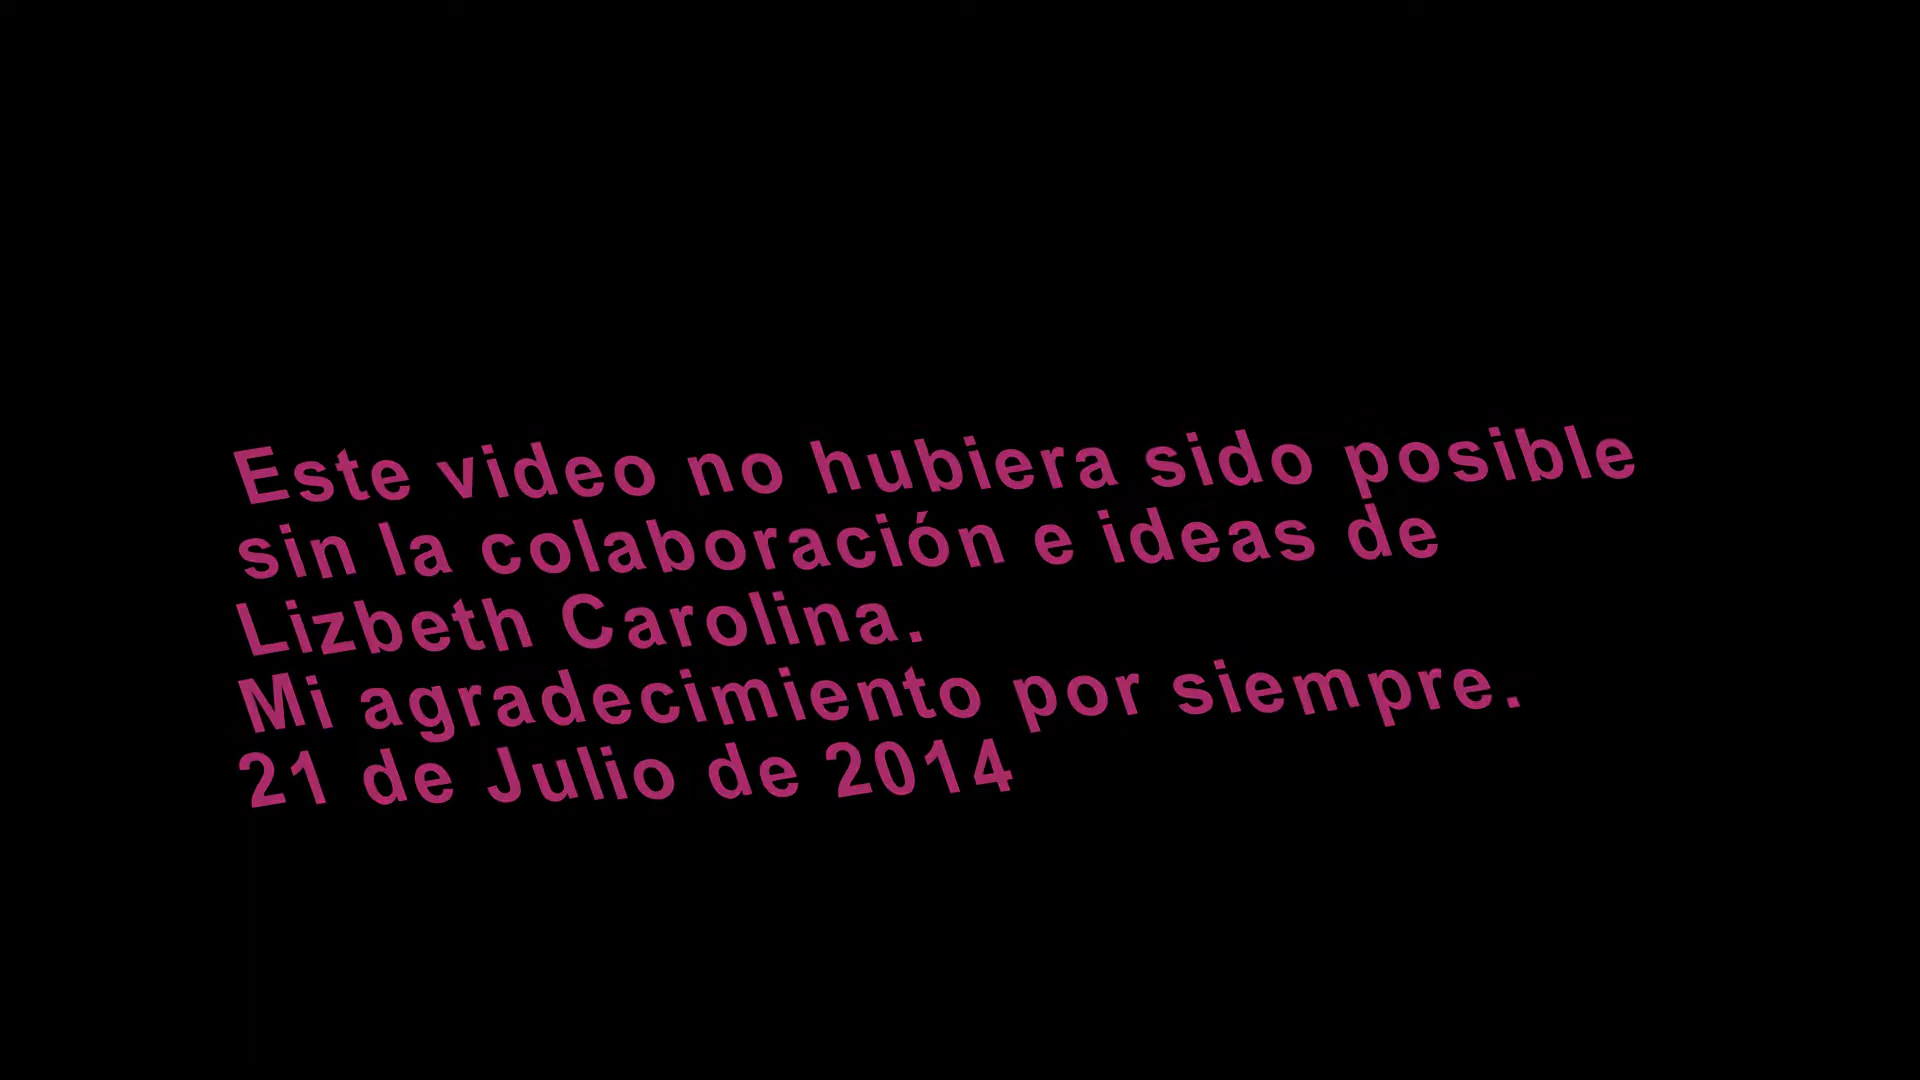 Este video no hubiera sido posible
sin la colaboración e ideas de
Lizbeth Carolina.
Mi agradecimiento por siempre.
21 de Julio de 2014